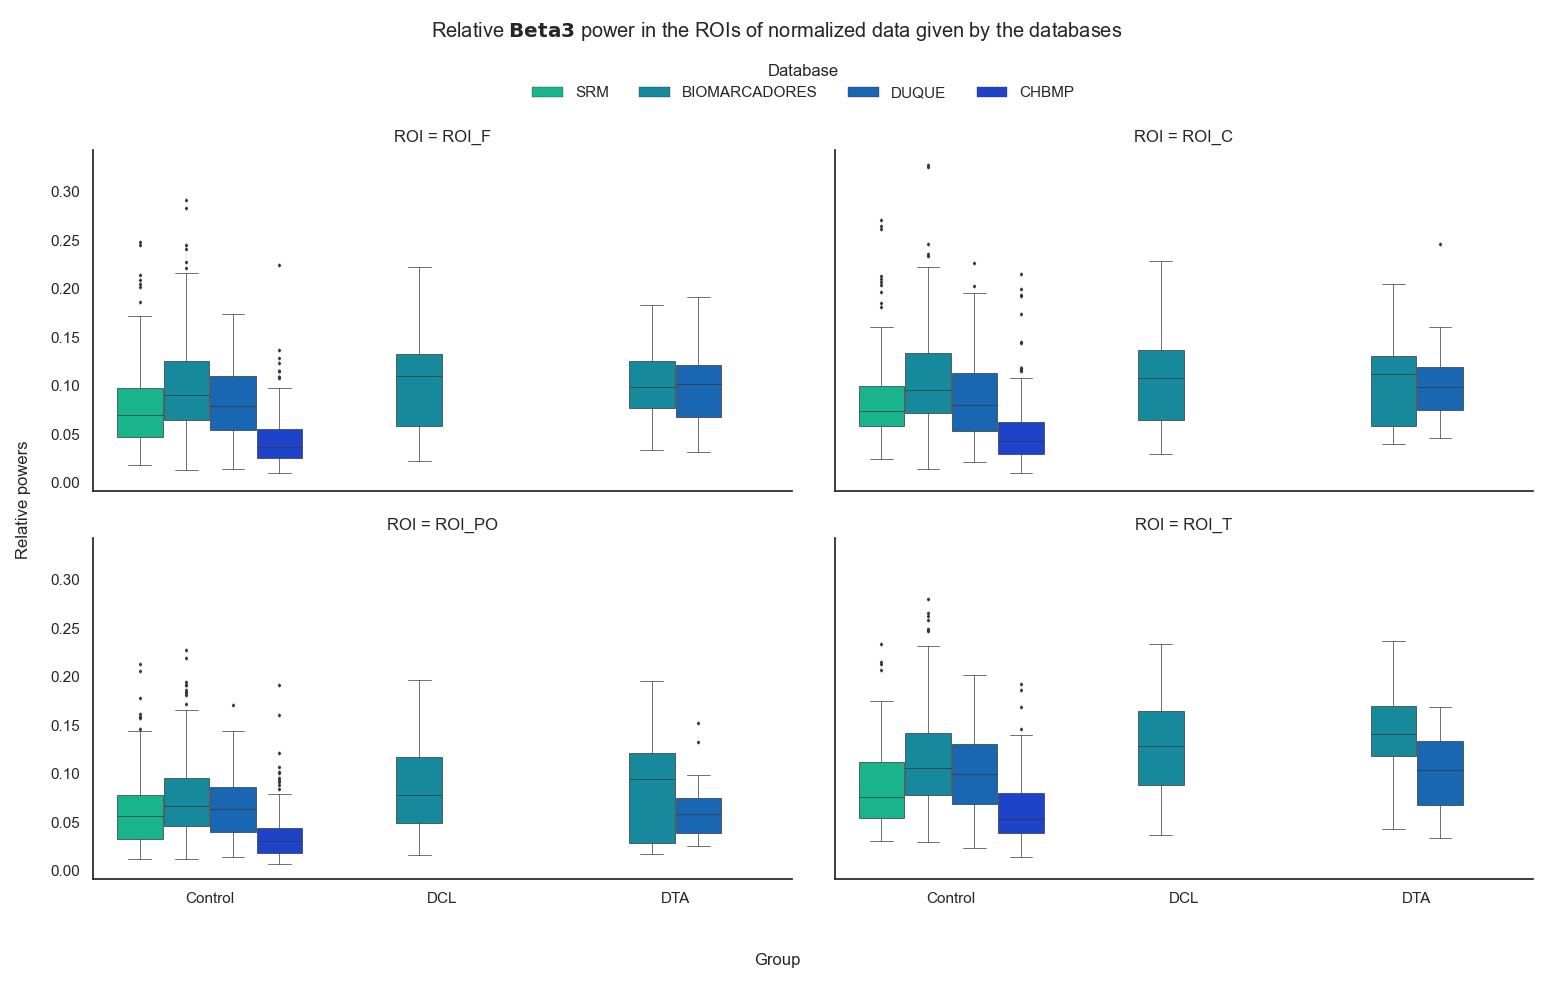 Relative Beta3 power in the ROIs of normalized data given by the databases
Database
SRM BIOMARCADORES DUQUE CHBMP
ROI = ROI_F
ROI = ROI_C
0.30
0.25
0.20
0.15
0.10
0.05
0.00
Relative powers
ROI = ROI_PO
ROI = ROI_T
0.30
0.25
0.20
0.15
0.10
0.05
0.00
Control DCL DTA
Control DCL DTA
Group